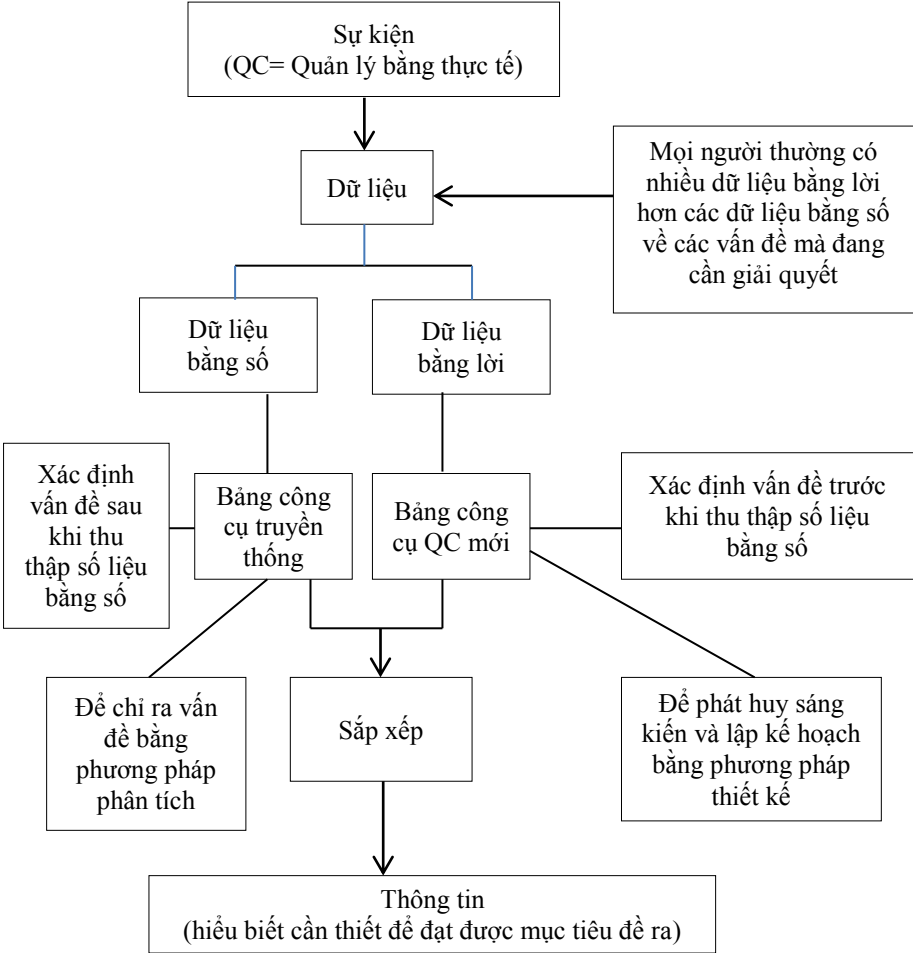 Sự kiện
(QC= Quản lý bằng thực tế)
Dữ liệu
Mọi người thường có
nhiều dữ liệu bằng lời
hơn các dữ liệu bằng số
về các vấn đề mà đang
cần giải quyết
Dữ liệu
bằng số
Dữ liệu
bằng lời
Xác định
vấn đề sau
khi thu
thập số liệu
bằng số
Bảng công
cụ truyền
thống
Bảng công
cụ QC mới
Xác định vấn đề trước
khi thu thập số liệu
bằng số
Để chỉ ra vấn
đề bằng
phương pháp
phân tích
Sắp xếp
Để phát huy sáng
kiến và lập kế hoạch
bằng phương pháp
thiết kế
Thông tin
(hiểu biết cần thiết để đạt được mục tiêu đề ra)